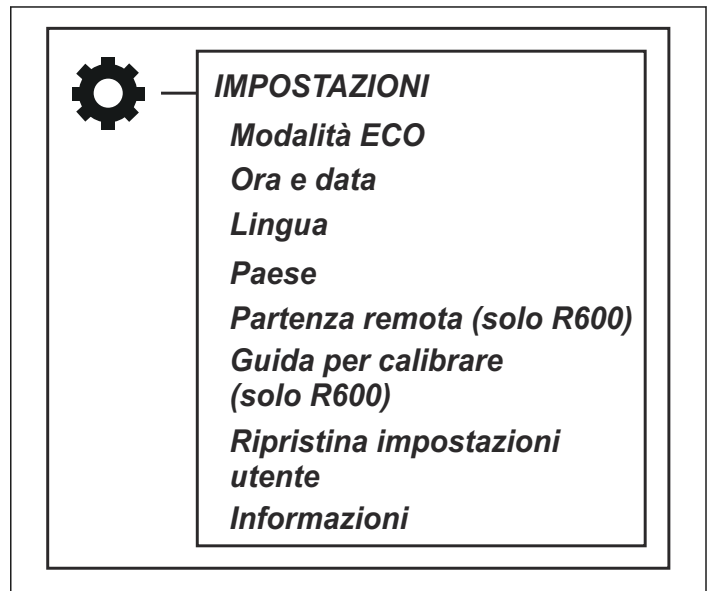 IMPOSTAZIONI
Modalità ECO
Ora e data
Lingua
Paese
Partenza remota (solo R600)
Guida per calibrare
(solo R600)
Ripristina impostazioni
utente
Informazioni